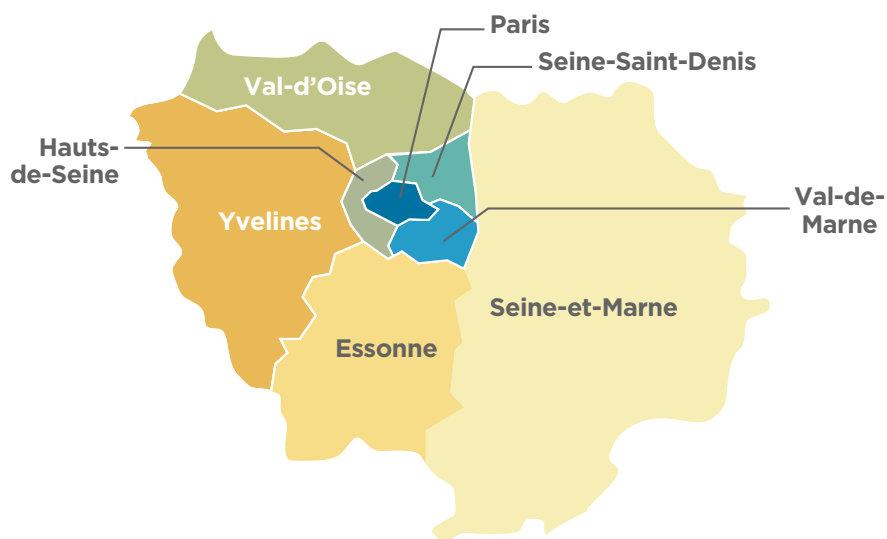 Paris
Seine-Saint-Denis
Val-d’Oise
Hauts-
de-Seine
Val-de-
Marne
Yvelines
Seine-et-Marne
Essonne